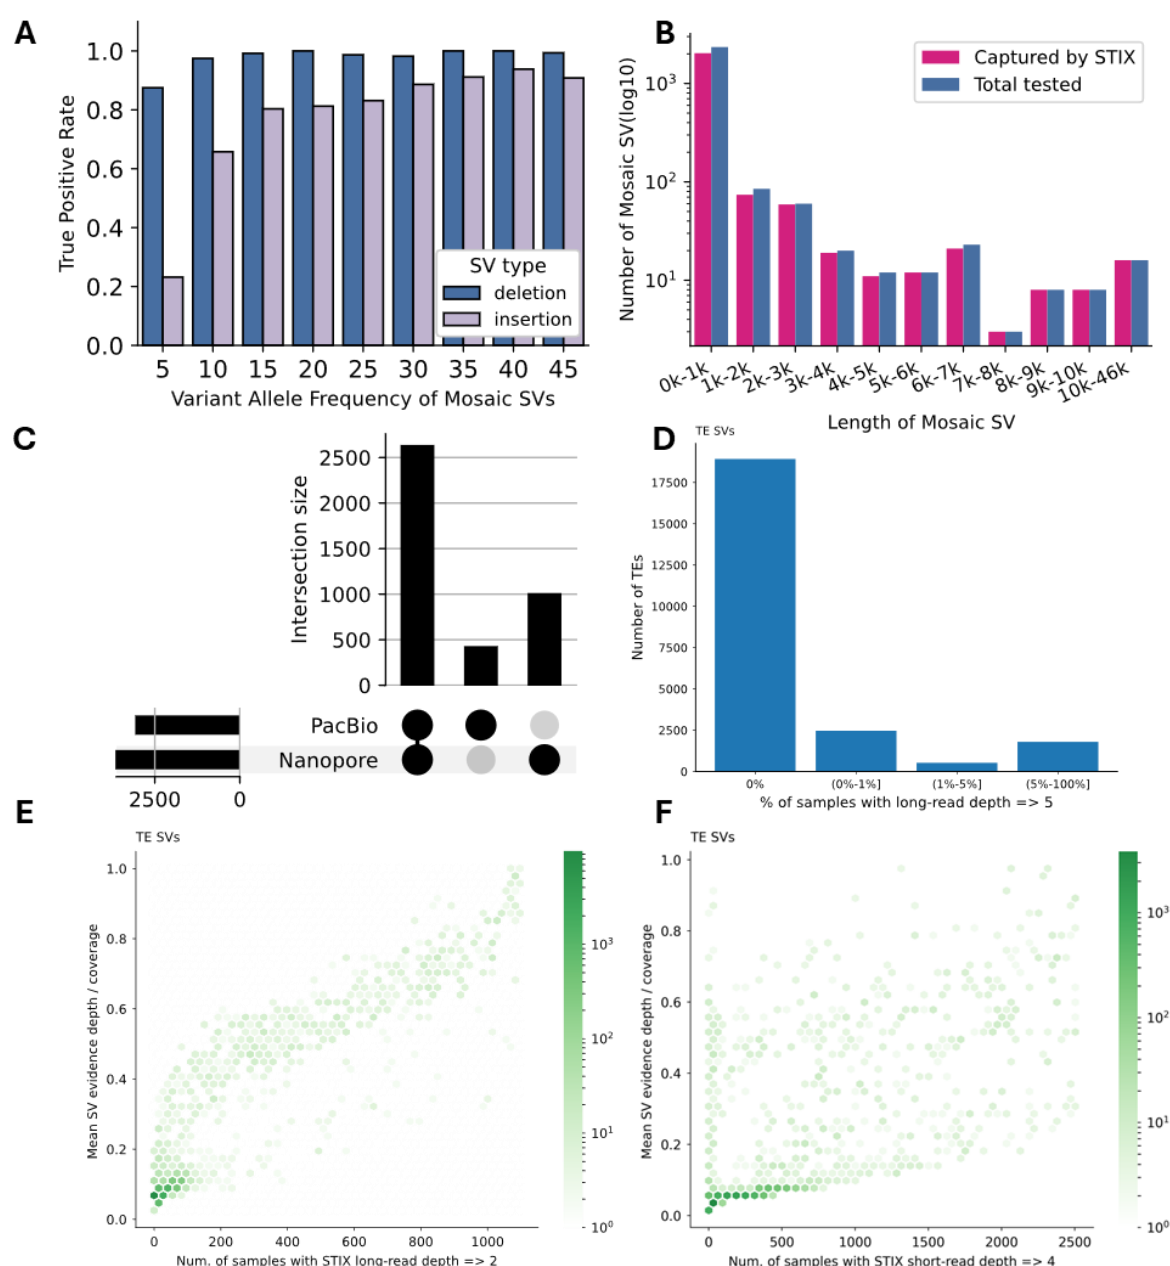 A
1.0
0.8
0.6
0.4
0.2
0.0
True Positive Rate
5 10 15 20 25 30 35 40 45
Variant Allele Frequency of Mosaic SVs
SV type
deletion
insertion
B
10³
10²
10¹
Number of Mosaic SV(log10)
Captured by STIX
Total tested
0k-1k 1k-2k 2k-3k 3k-4k 4k-5k 5k-6k 6k-7k 7k-8k 8k-9k 9k-10k 10k-46k
Length of Mosaic SV
C
2500
2000
1500
1000
500
0
Intersection size
PacBio
Nanopore
2500 0
D
TE SVs
17500
15000
12500
10000
7500
5000
2500
0
Number of TEs
0% (0%-1%] (1%-5%] (5%-100%]
% of samples with long-read depth => 5
E
TE SVs
1.0
0.8
0.6
0.4
0.2
0.0
Mean SV evidence depth / coverage
0 200 400 600 800 1000
Num. of samples with STIX long-read depth => 2
10³
10²
10¹
10⁰
F
TE SVs
1.0
0.8
0.6
0.4
0.2
0.0
Mean SV evidence depth / coverage
0 500 1000 1500 2000 2500
Num. of samples with STIX short-read depth => 4
10³
10²
10¹
10⁰